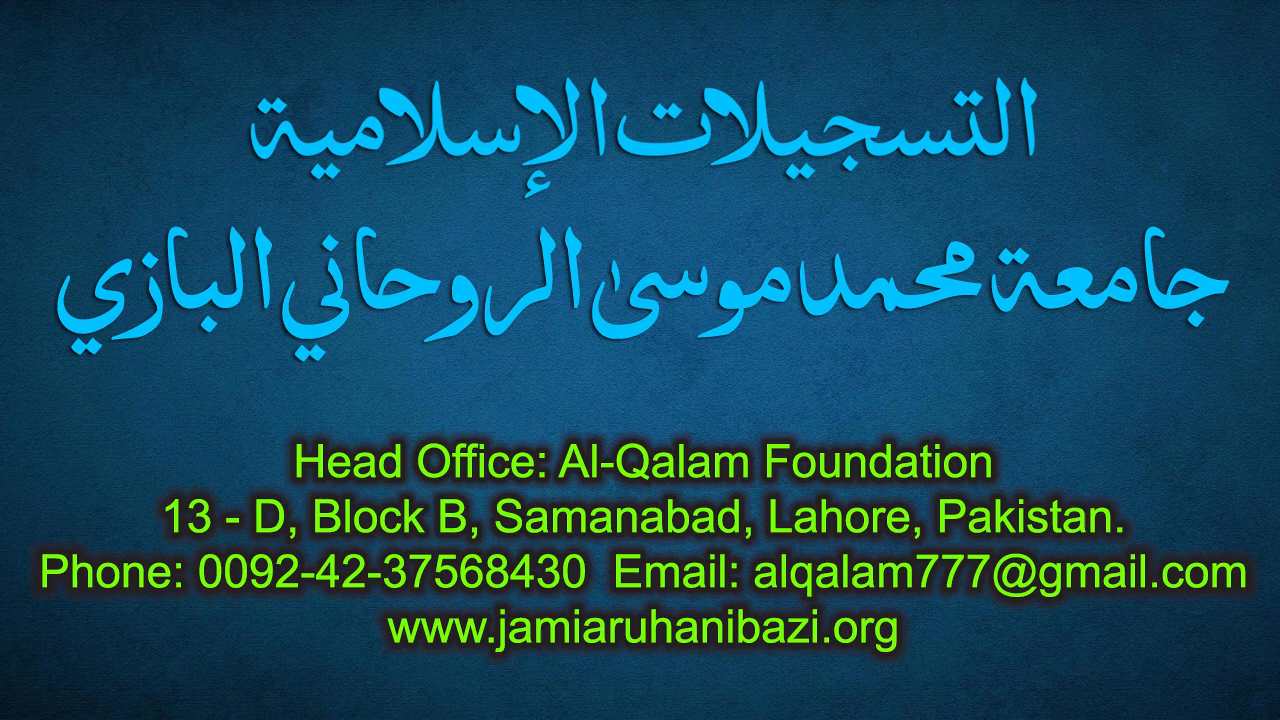 التسجيلات الإسلامية
جامعة محمد موسىٰ الروحاني البازي
Head Office: Al-Qalam Foundation
13 - D, Block B, Samanabad, Lahore, Pakistan.
Phone: 0092-42-37568430 Email: alqalam777@gmail.com
www.jamiaruhanibazi.org